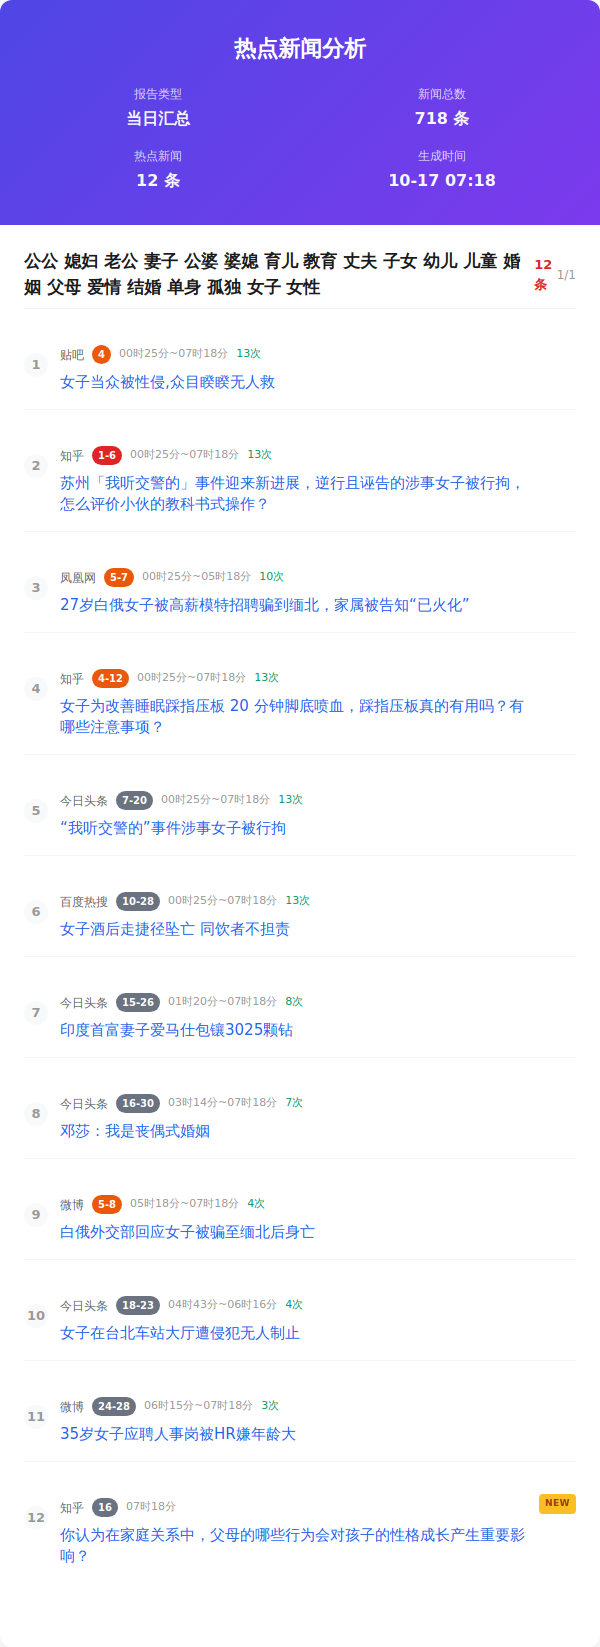 热点新闻分析
报告类型
新闻总数
当日汇总
718 条
热点新闻
生成时间
12 条
10-17 07:18
公公 媳妇 老公 妻子 公婆 婆媳 育儿 教育 丈夫 子女 幼儿 儿童 婚
姻 父母 爱情 结婚 单身 孤独 女子 女性
12
条
1/1
1
贴吧 4 00时25分~07时18分 13次
女子当众被性侵,众目睽睽无人救
2
知乎 1-6 00时25分~07时18分 13次
苏州「我听交警的」事件迎来新进展，逆行且诬告的涉事女子被行拘，
怎么评价小伙的教科书式操作？
3
凤凰网 5-7 00时25分~05时18分 10次
27岁白俄女子被高薪模特招聘骗到缅北，家属被告知“已火化”
4
知乎 4-12 00时25分~07时18分 13次
女子为改善睡眠踩指压板 20 分钟脚底喷血，踩指压板真的有用吗？有
哪些注意事项？
5
今日头条 7-20 00时25分~07时18分 13次
“我听交警的”事件涉事女子被行拘
6
百度热搜 10-28 00时25分~07时18分 13次
女子酒后走捷径坠亡 同饮者不担责
7
今日头条 15-26 01时20分~07时18分 8次
印度首富妻子爱马仕包镶3025颗钻
8
今日头条 16-30 03时14分~07时18分 7次
邓莎：我是丧偶式婚姻
9
微博 5-8 05时18分~07时18分 4次
白俄外交部回应女子被骗至缅北后身亡
10
今日头条 18-23 04时43分~06时16分 4次
女子在台北车站大厅遭侵犯无人制止
11
微博 24-28 06时15分~07时18分 3次
35岁女子应聘人事岗被HR嫌年龄大
12
知乎 16 07时18分
NEW
你认为在家庭关系中，父母的哪些行为会对孩子的性格成长产生重要影
响？